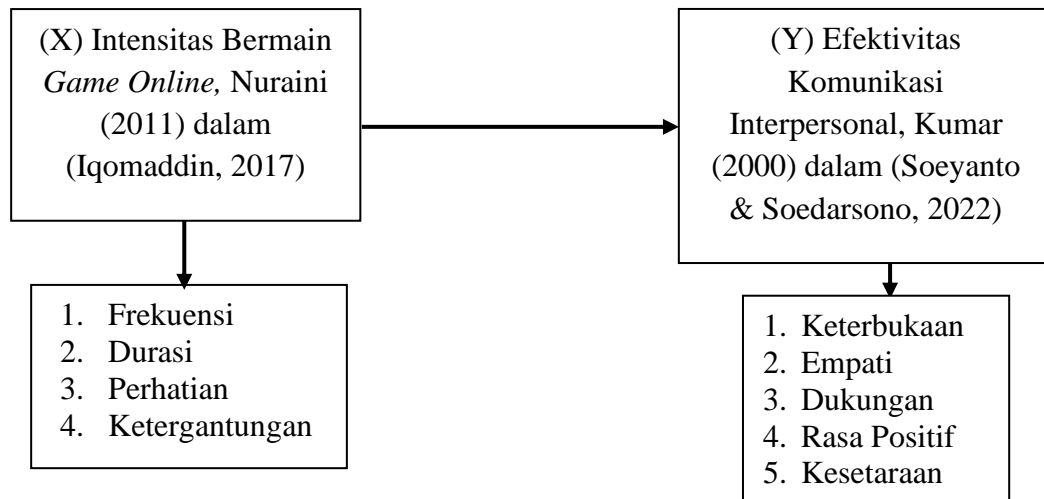 (X) Intensitas Bermain
Game Online, Nuraini
(2011) dalam
(Iqomaddin, 2017)
(Y) Efektivitas
Komunikasi
Interpersonal, Kumar
(2000) dalam (Soeyanto
& Soedarsono, 2022)
1. Frekuensi
2. Durasi
3. Perhatian
4. Ketergantungan
1. Keterbukaan
2. Empati
3. Dukungan
4. Rasa Positif
5. Kesetaraan